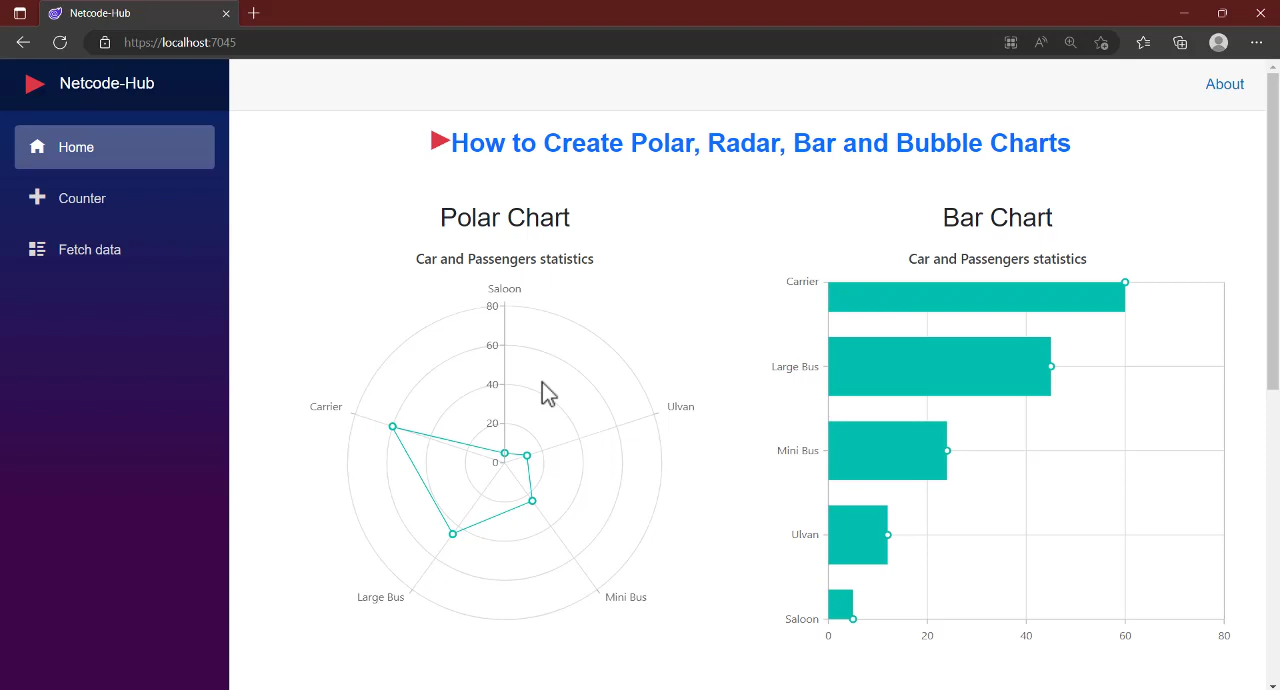 Netcode-Hub
https://localhost:7045
Netcode-Hub
About
Home
Counter
Fetch data
How to Create Polar, Radar, Bar and Bubble Charts
Polar Chart
Car and Passengers statistics
Saloon
80
60
40
20
0
Carrier
Ulvan
Large Bus
Mini Bus
Bar Chart
Car and Passengers statistics
Carrier
Large Bus
Mini Bus
Ulvan
Saloon
0 20 40 60 80